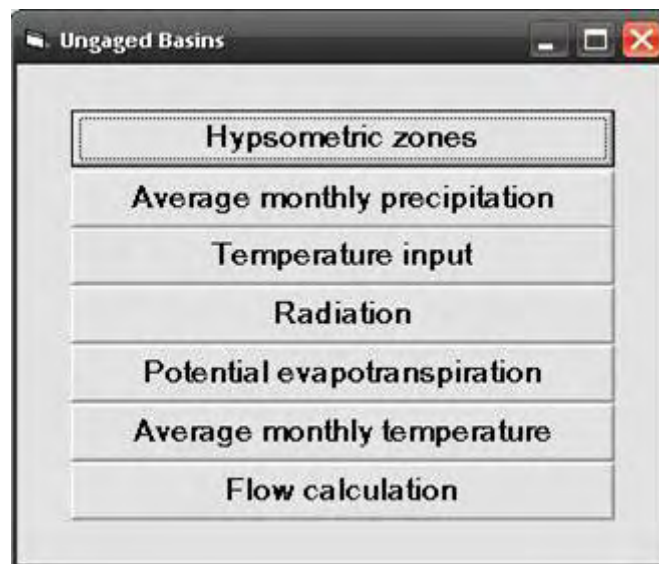 Ungaged Basins
Hypsometric zones
Average monthly precipitation
Temperature input
Radiation
Potential evapotranspiration
Average monthly temperature
Flow calculation